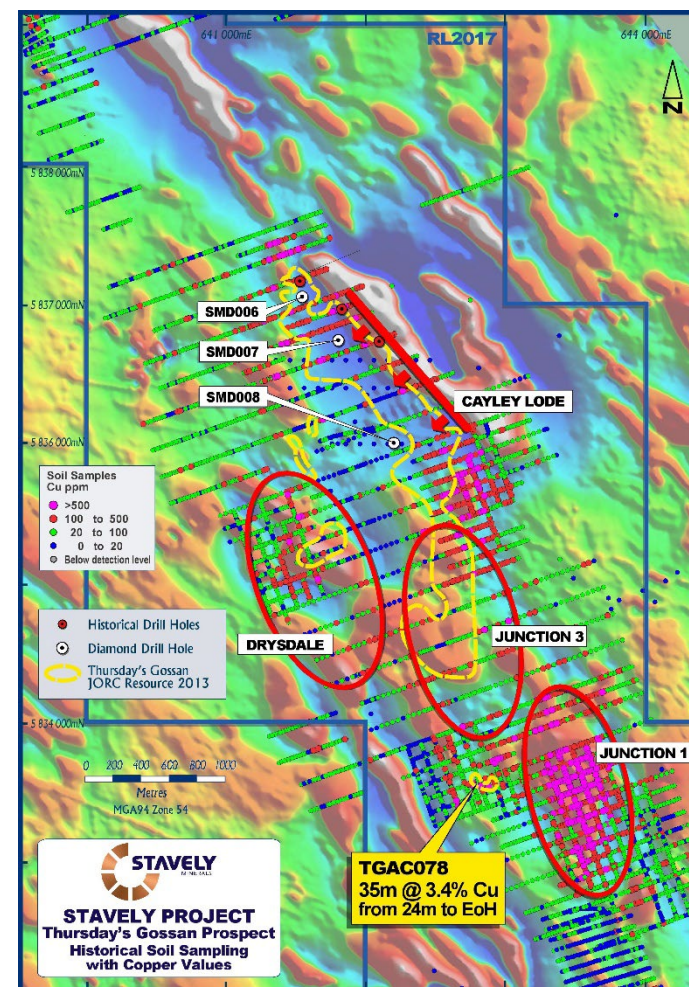 641 000mE
RL2017
644 000mE
N
5 838 000mN
5 837 000mN
SMD006
SMD007
SMD008
CAYLEY LODE
5 836 000mN
Soil Samples
Cu ppm
>500
100 to 500
20 to 100
0 to 20
Below detection level
Historical Drill Holes
Diamond Drill Hole
Thursday's Gossan
JORC Resource 2013
DRYSDALE
JUNCTION 3
5 834 000mN
JUNCTION 1
0 200 400 600 800 1000
Metres
MGA94 Zone 54
TGAC078
35m @ 3.4% Cu
from 24m to EoH
STAVELY
MINERALS
STAVELY PROJECT
Thursday's Gossan Prospect
Historical Soil Sampling
with Copper Values